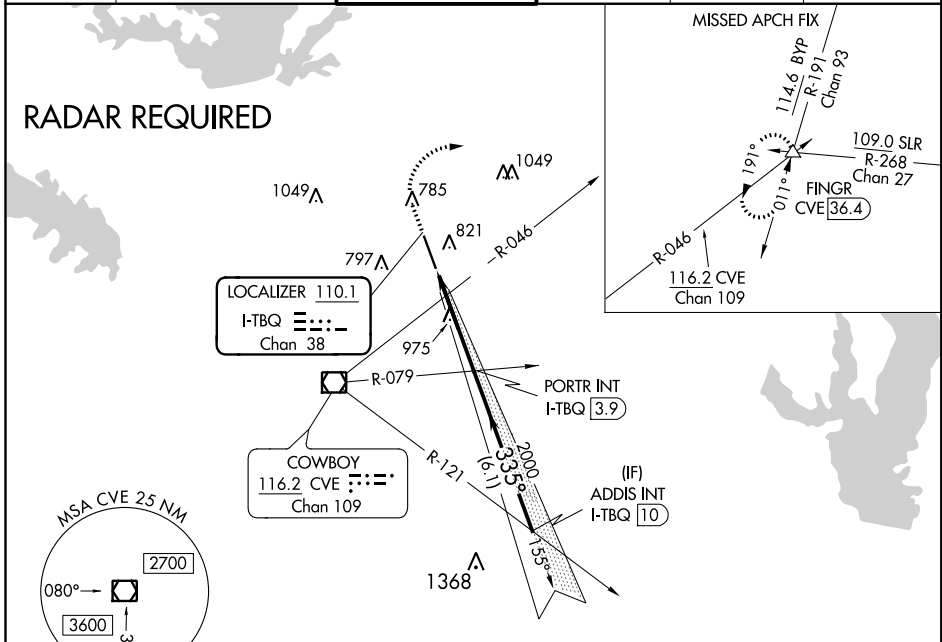 RADAR REQUIRED
MISSED APCH FIX
114.6 BYP
R-191
Chan 93
109.0 SLR
R-268
Chan 27
191°
011°
FINGR
CVE 36.4
R-046
116.2 CVE
Chan 109
1049
785
1049
821
797
R-046
LOCALIZER 110.1
I-TBQ
Chan 38
975
R-079
PORTR INT
I-TBQ 3.9
COWBOY
116.2 CVE
Chan 109
R-121
2000
335°
(6.1)
(IF)
ADDIS INT
I-TBQ 10
155°
1368
MSA CVE 25 NM
2700
080°
3600